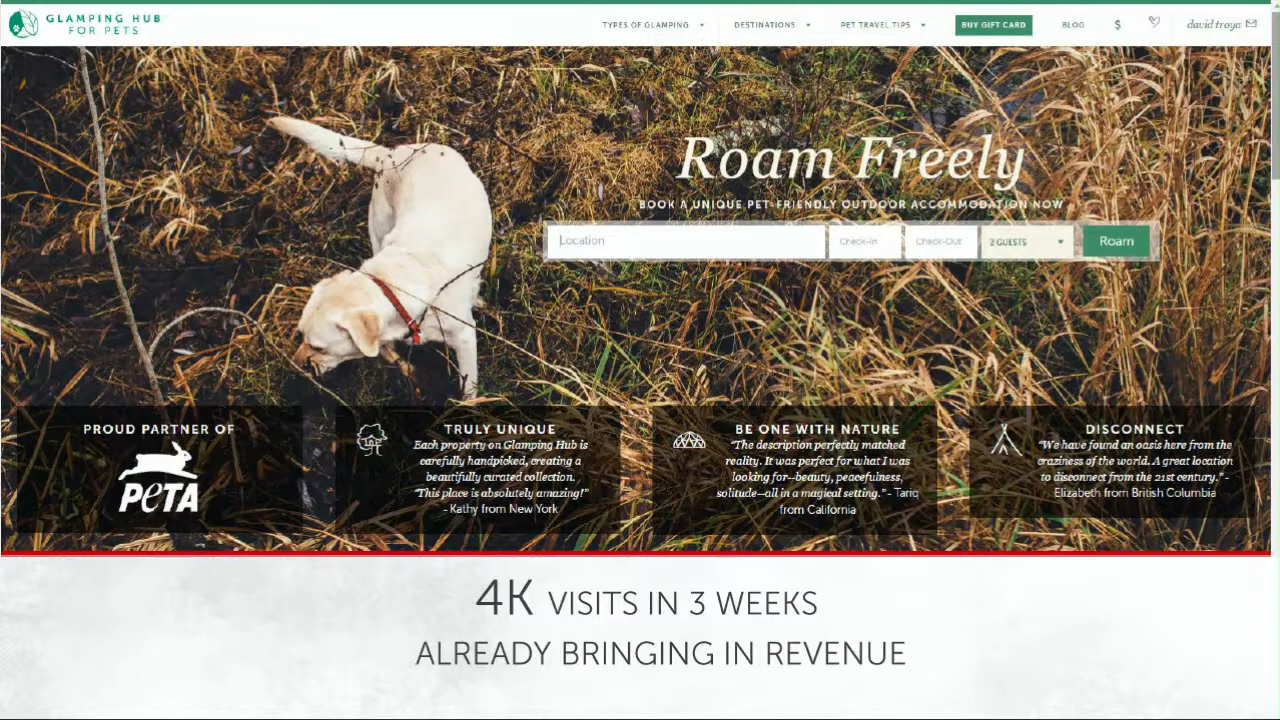 GLAMPING HUB
FOR PETS
TYPES OF GLAMPING
DESTINATIONS
PET TRAVEL TIPS
BUY GIFT CARD
BLOG
$
david troya
Roam Freely
BOOK A UNIQUE PET-FRIENDLY OUTDOOR ACCOMMODATION NOW
Location
Check-In
Check-Out
2 GUESTS
Roam
PROUD PARTNER OF
PeTA
TRULY UNIQUE
Each property on Glamping Hub is
carefully handpicked, creating a
beautifully curated collection.
"This place is absolutely amazing!"
- Kathy from New York
BE ONE WITH NATURE
"The description perfectly matched
reality. It was perfect for what I was
looking for--beauty, peacefulness,
solitude--all in a magical setting." - Tariq
from California
DISCONNECT
"We have found an oasis here from the
craziness of the world. A great location
to disconnect from the 21st century." -
Elizabeth from British Columbia
4K VISITS IN 3 WEEKS
ALREADY BRINGING IN REVENUE